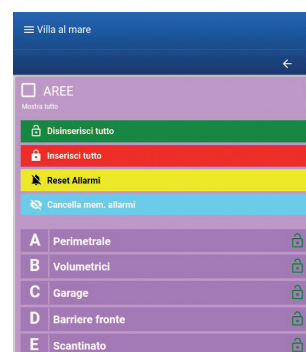 Villa al mare
AREE
Mostra tutto
Disinserisci tutto
Inserisci tutto
Reset Allarmi
Cancella mem. allarmi
A Perimetrale
B Volumetrici
C Garage
D Barriere fronte
E Scantinato